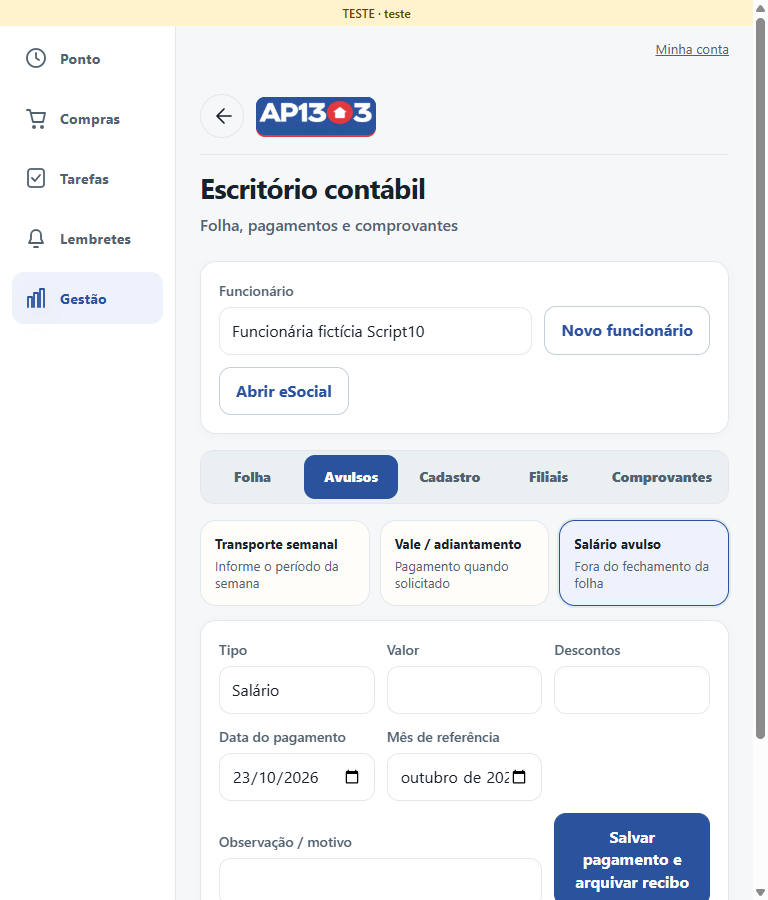 TESTE · teste
Minha conta
Ponto
Compras
Tarefas
Lembretes
Gestão
AP1303
Escritório contábil
Folha, pagamentos e comprovantes
Funcionário
Funcionária fictícia Script10
Novo funcionário
Abrir eSocial
Folha
Avulsos
Cadastro
Filiais
Comprovantes
Transporte semanal
Informe o período da
semana
Vale / adiantamento
Pagamento quando
solicitado
Salário avulso
Fora do fechamento da
folha
Tipo
Valor
Descontos
Salário
Data do pagamento
Mês de referência
23/10/2026
outubro de 202
Observação / motivo
Salvar
pagamento e
arquivar recibo